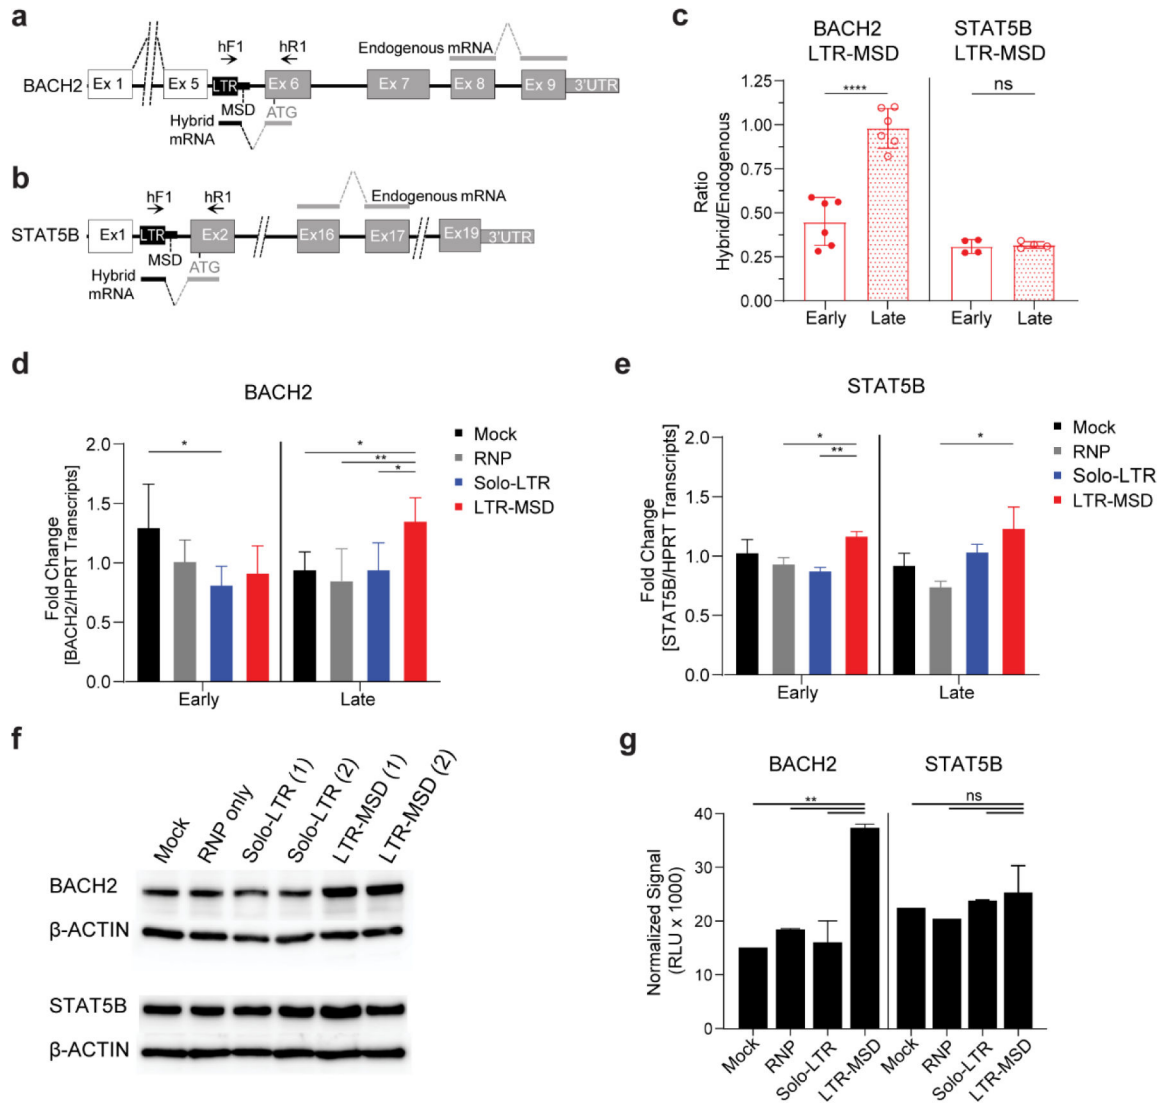 a
hF1
hR1
Endogenous mRNA
BACH2
Ex 1
Ex 5
LTR
Ex 6
Ex 7
Ex 8
Ex 9
3'UTR
MSD
ATG
Hybrid
mRNA
b
hF1
hR1
Endogenous mRNA
STAT5B
Ex1
LTR
Ex2
Ex16
Ex17
Ex19
3'UTR
MSD
ATG
Hybrid
mRNA
c
BACH2
LTR-MSD
STAT5B
LTR-MSD
Ratio
Hybrid/Endogenous
1.25
1.00
0.75
0.50
0.25
0.00
****
ns
Early
Late
Early
Late
d
BACH2
Fold Change
[BACH2/HPRT Transcripts]
2.0
1.5
1.0
0.5
0.0
*
*
**
*
Early
Late
Mock
RNP
Solo-LTR
LTR-MSD
e
STAT5B
Fold Change
[STAT5B/HPRT Transcripts]
2.0
1.5
1.0
0.5
0.0
*
**
*
Early
Late
Mock
RNP
Solo-LTR
LTR-MSD
f
Mock
RNP only
Solo-LTR (1)
Solo-LTR (2)
LTR-MSD (1)
LTR-MSD (2)
BACH2
β-ACTIN
STAT5B
β-ACTIN
g
BACH2
STAT5B
Normalized Signal
(RLU x 1000)
40
30
20
10
0
**
ns
Mock
RNP
Solo-LTR
LTR-MSD
Mock
RNP
Solo-LTR
LTR-MSD